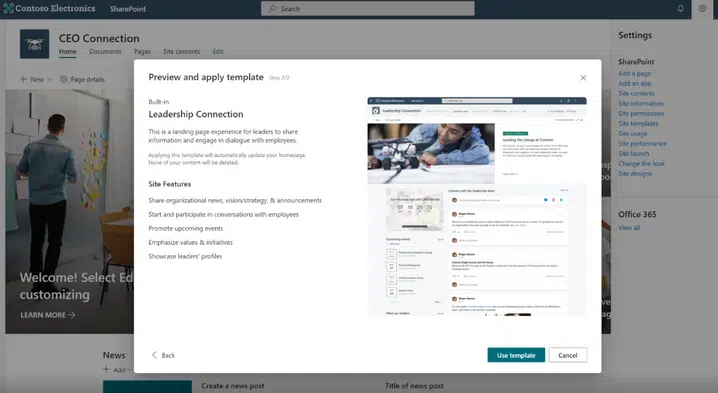 Contoso Electronics
SharePoint
Search
CEO Connection
Home Documents Pages Site contents Edit
+ New
Page details
Welcome! Select Ed
customizing
LEARN MORE
News
+ Add
Create a news post
Title of news post
Preview and apply template
Step 2/2
Built-in
Leadership Connection
This is a landing page experience for leaders to share
information and engage in dialogue with employees.
Applying this template will automatically update your homepage.
None of your content will be deleted.
Site Features
Share organizational news, vision/strategy, & announcements
Start and participate in conversations with employees
Promote upcoming events
Emphasize values & initiatives
Showcase leaders' profiles
Leadership Connection
Leading the charge at Contoso
Connect with the leadership team
Upcoming events
Back
Use template
Cancel
Settings
SharePoint
Add a page
Add an app
Site contents
Site information
Site permissions
Site templates
Site usage
Site performance
Site launch
Change the look
Site designs
Office 365
View all